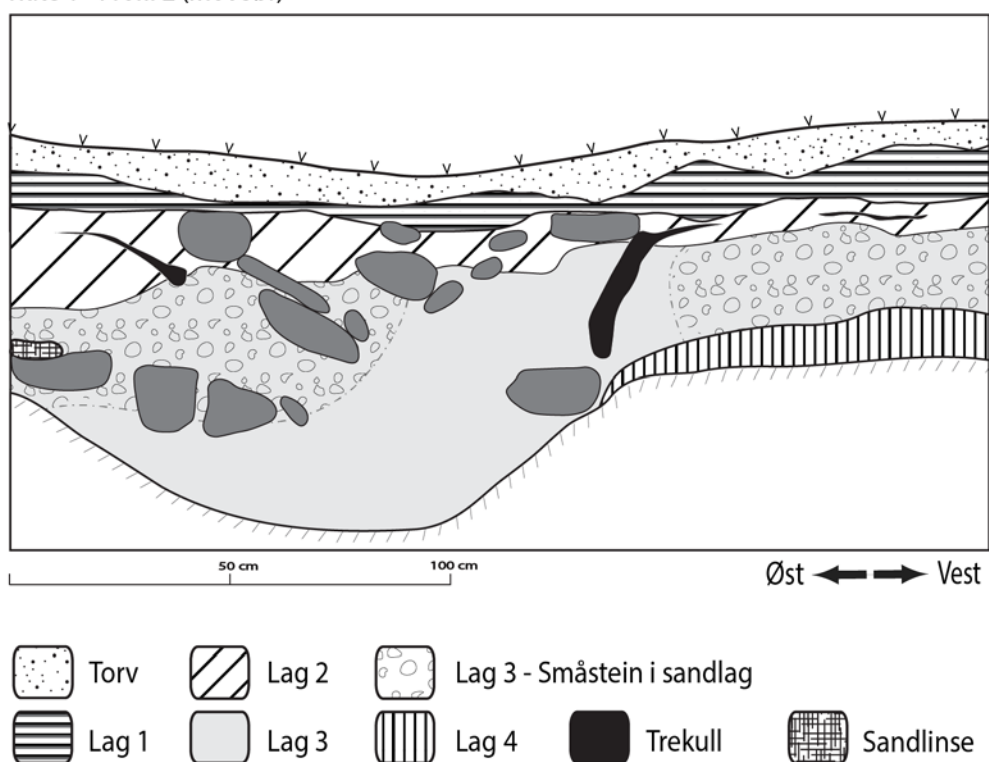 50 cm
100 cm
Øst
Vest
Torv
Lag 2
Lag 3 - Småstein i sandlag
Lag 1
Lag 3
Lag 4
Trekull
Sandlinse